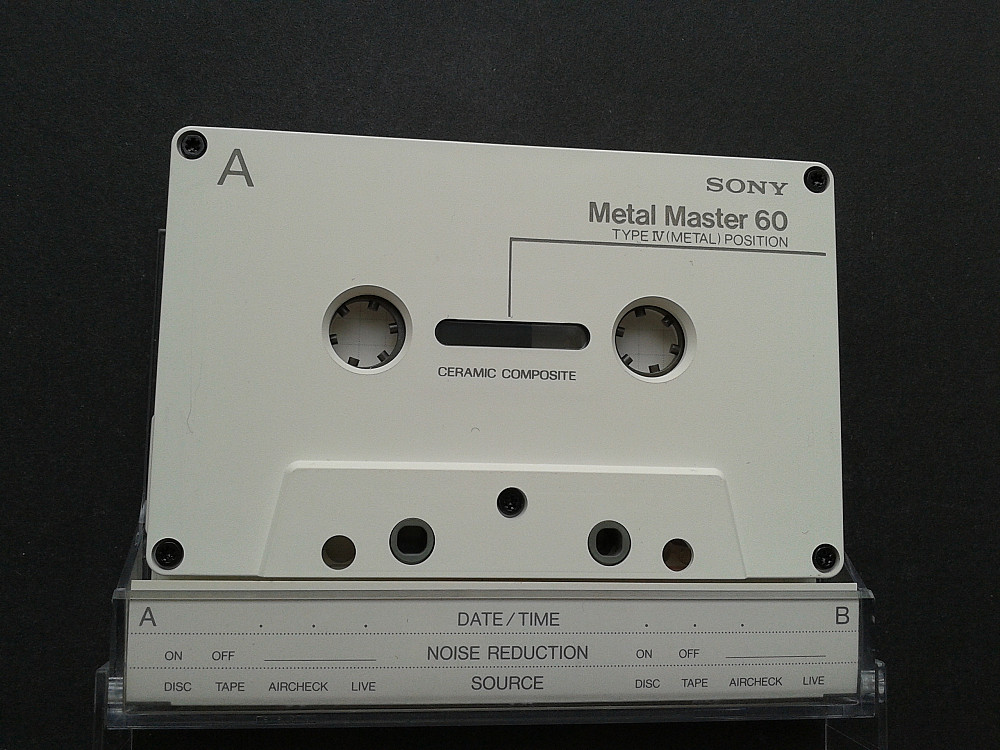 A
SONY
Metal Master 60
TYPE Ⅳ (METAL) POSITION
CERAMIC COMPOSITE
A . . . DATE/TIME . . . B
ON OFF NOISE REDUCTION ON OFF
DISC TAPE AIRCHECK LIVE SOURCE DISC TAPE AIRCHECK LIVE